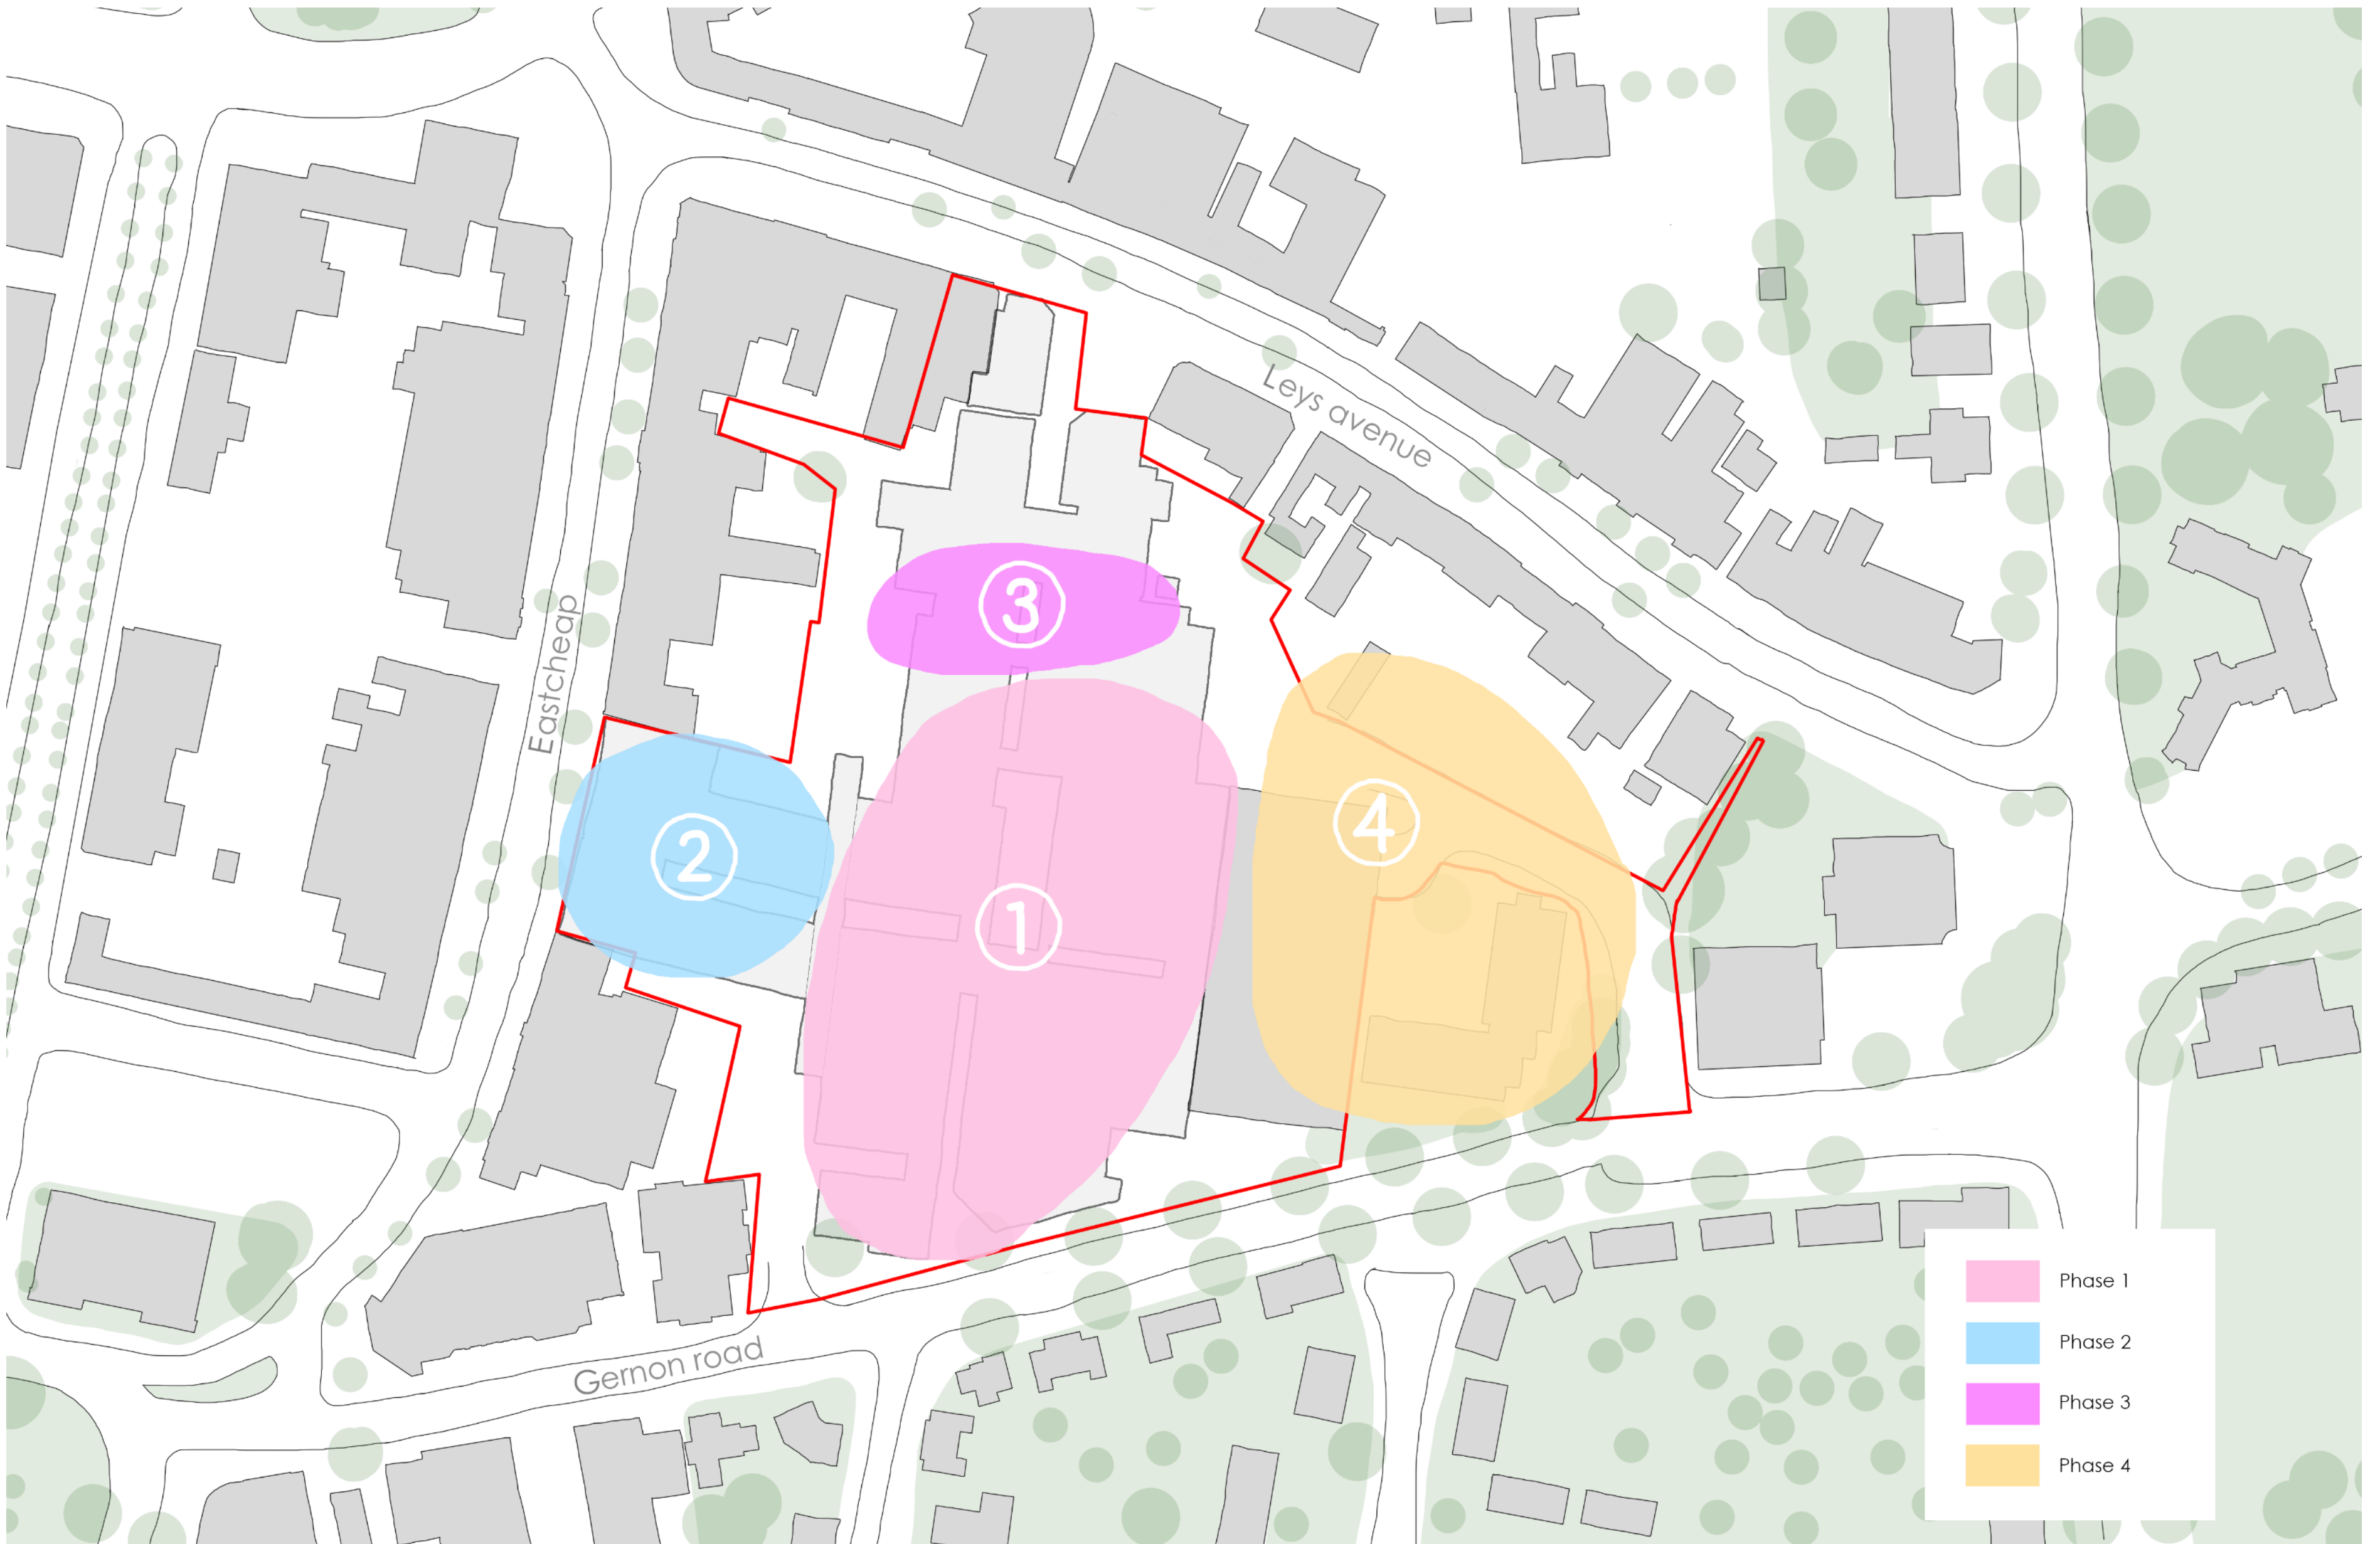 Leys avenue
Eastcheap
3
4
2
1
Gernon road
Phase 1
Phase 2
Phase 3
Phase 4